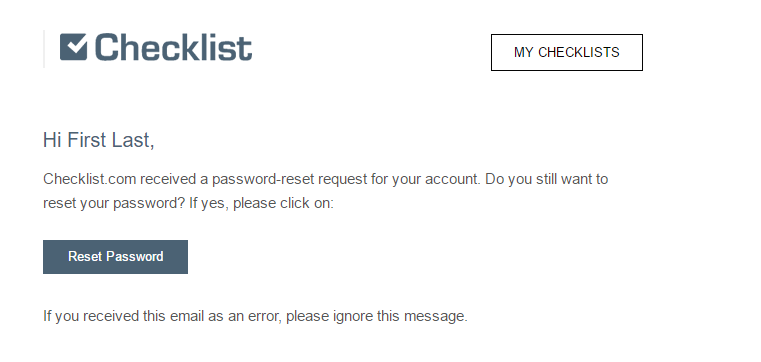 Checklist
MY CHECKLISTS
Hi First Last,
Checklist.com received a password-reset request for your account. Do you still want to
reset your password? If yes, please click on:
Reset Password
If you received this email as an error, please ignore this message.